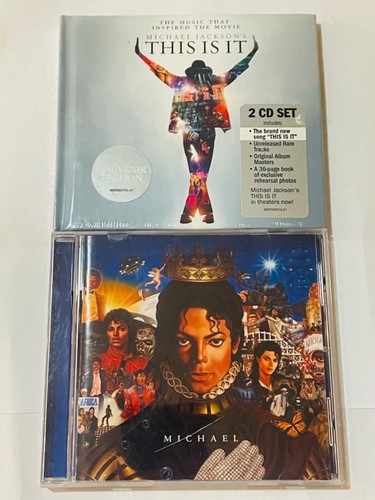 THE MUSIC THAT
INSPIRED THE MOVIE
MICHAEL JACKSON'S
THIS IS IT
2 CD SET
includes:
• The brand new
song "THIS IS IT"
• Unreleased Rare
Tracks
• Original Album
Masters
• A 36-page book
of exclusive
rehearsal photos
Michael Jackson's
THIS IS IT
in theaters now!
MICHAEL
AFRICA